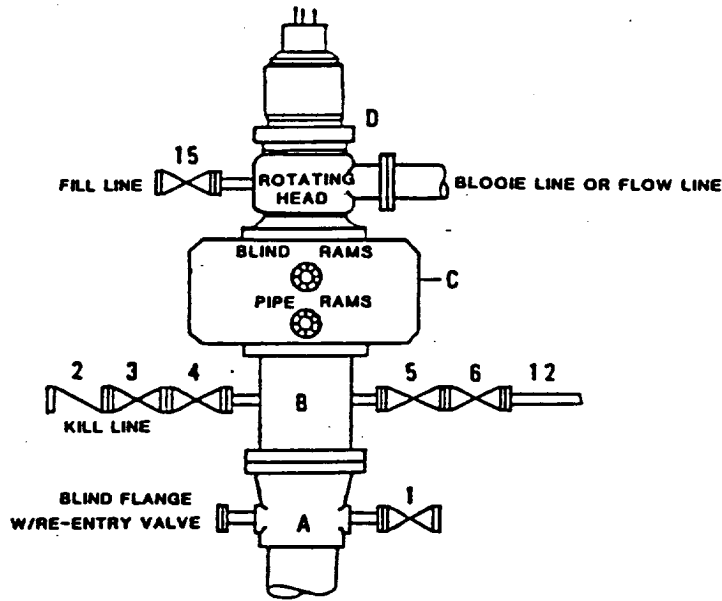 D
15
FILL LINE
ROTATING
HEAD
BLOOIE LINE OR FLOW LINE
BLIND RAMS
C
PIPE RAMS
2 3 4
5 6 12
B
KILL LINE
BLIND FLANGE
W/RE-ENTRY VALVE
A
1